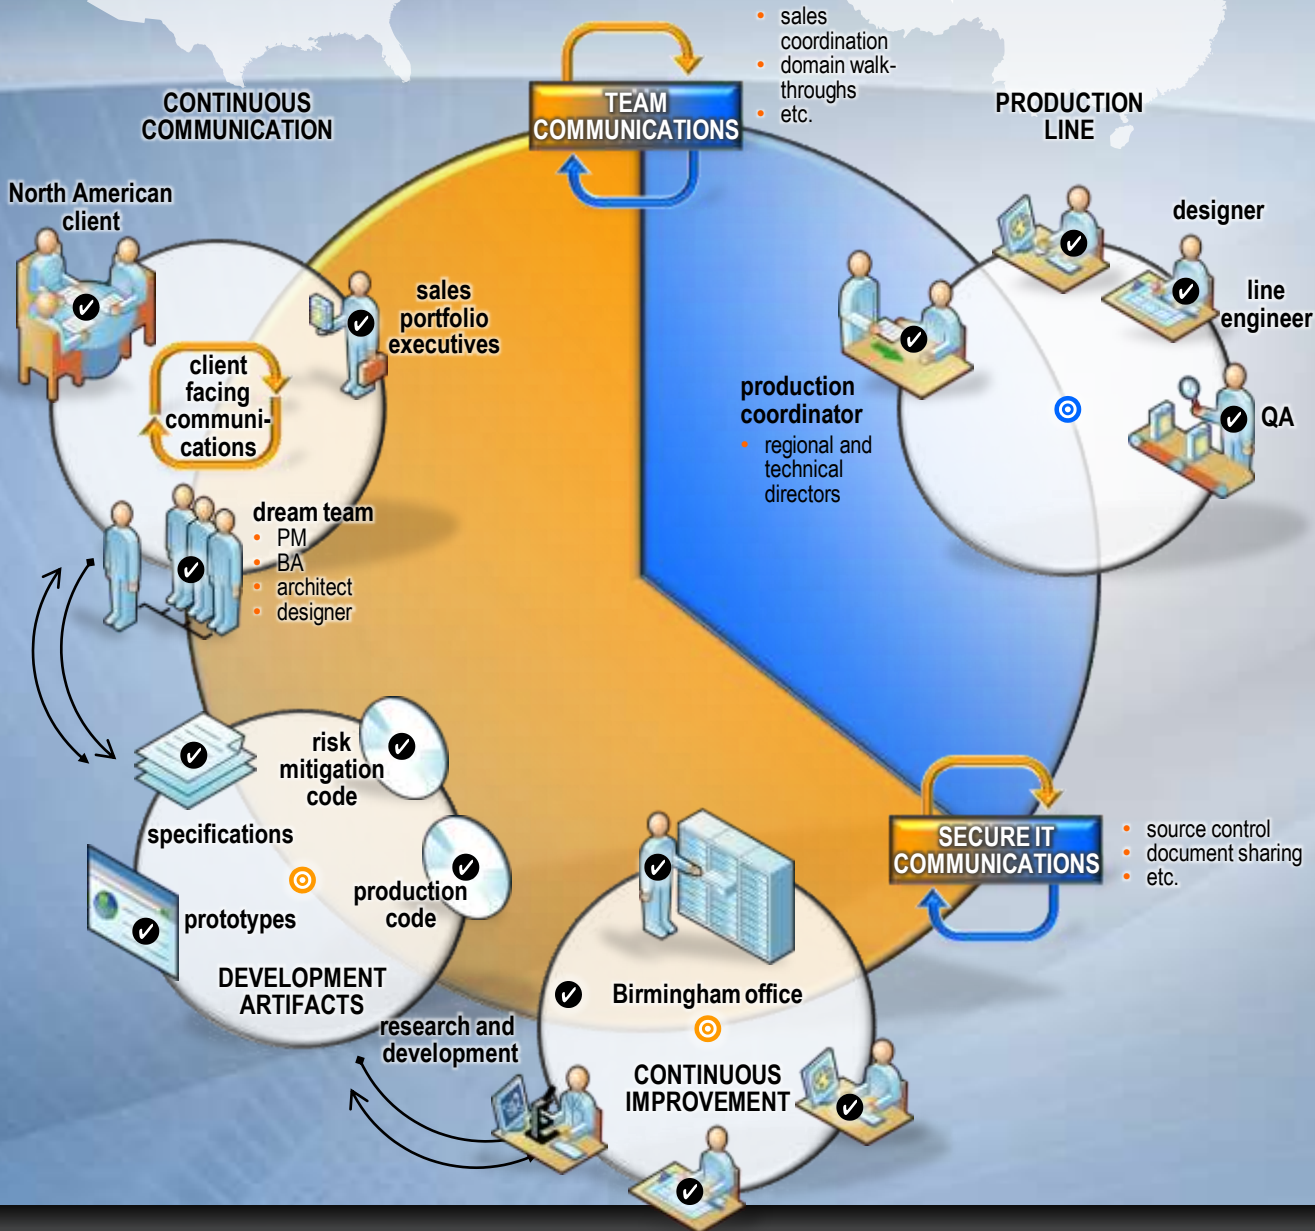 • sales
coordination
• domain walk-
throughs
• etc.
TEAM
COMMUNICATIONS
CONTINUOUS
COMMUNICATION
PRODUCTION
LINE
North American
client
sales
portfolio
executives
client
facing
communi-
cations
dream team
• PM
• BA
• architect
• designer
designer
line
engineer
QA
production
coordinator
• regional and
technical
directors
risk
mitigation
code
specifications
production
code
prototypes
DEVELOPMENT
ARTIFACTS
SECURE IT
COMMUNICATIONS
• source control
• document sharing
• etc.
Birmingham office
research and
development
CONTINUOUS
IMPROVEMENT